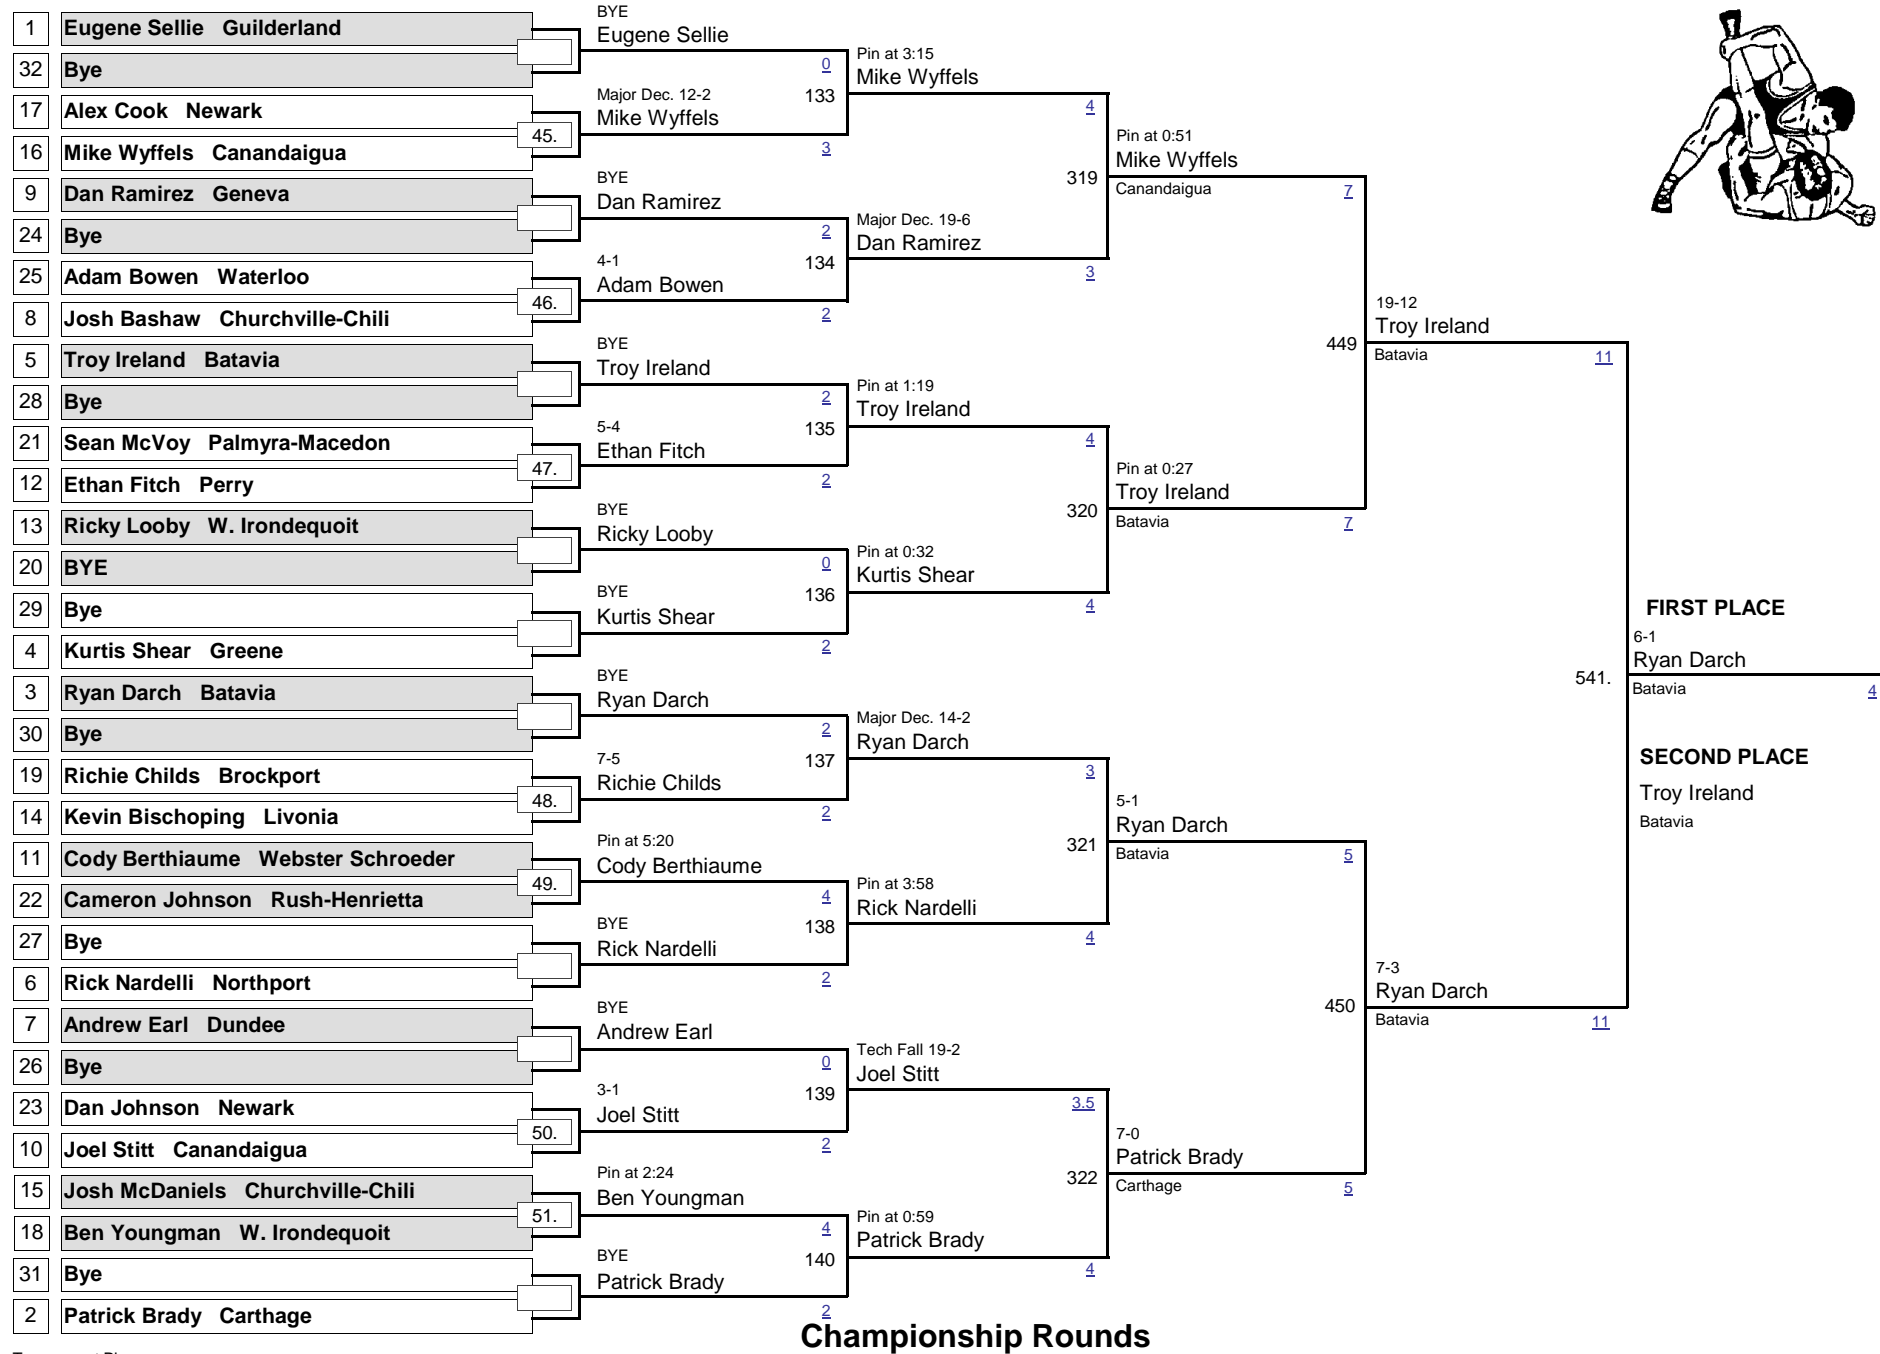 1 Eugene Sellie Guilderland
32 Bye
17 Alex Cook Newark
45.
16 Mike Wyffels Canandaigua
9 Dan Ramirez Geneva
24 Bye
25 Adam Bowen Waterloo
46.
8 Josh Bashaw Churchville-Chili
5 Troy Ireland Batavia
28 Bye
21 Sean McVoy Palmyra-Macedon
47.
12 Ethan Fitch Perry
13 Ricky Looby W. Irondequoit
20 BYE
29 Bye
4 Kurtis Shear Greene
3 Ryan Darch Batavia
30 Bye
19 Richie Childs Brockport
48.
14 Kevin Bischoping Livonia
11 Cody Berthiaume Webster Schroeder
49.
22 Cameron Johnson Rush-Henrietta
27 Bye
6 Rick Nardelli Northport
7 Andrew Earl Dundee
26 Bye
23 Dan Johnson Newark
50.
10 Joel Stitt Canandaigua
15 Josh McDaniels Churchville-Chili
51.
18 Ben Youngman W. Irondequoit
31 Bye
2 Patrick Brady Carthage
BYE
Eugene Sellie
0
133
Major Dec. 12-2
Mike Wyffels
3
BYE
Dan Ramirez
2
134
4-1
Adam Bowen
2
BYE
Troy Ireland
2
135
5-4
Ethan Fitch
2
BYE
Ricky Looby
0
136
BYE
Kurtis Shear
2
BYE
Ryan Darch
2
137
7-5
Richie Childs
2
Pin at 5:20
Cody Berthiaume
4
138
BYE
Rick Nardelli
2
BYE
Andrew Earl
0
139
3-1
Joel Stitt
2
Pin at 2:24
Ben Youngman
4
140
BYE
Patrick Brady
2
Pin at 3:15
Mike Wyffels
4
319
Major Dec. 19-6
Dan Ramirez
3
Pin at 1:19
Troy Ireland
4
320
Pin at 0:32
Kurtis Shear
4
Major Dec. 14-2
Ryan Darch
3
321
Pin at 3:58
Rick Nardelli
4
Tech Fall 19-2
Joel Stitt
3.5
322
Pin at 0:59
Patrick Brady
4
Pin at 0:51
Mike Wyffels
Canandaigua 7
449
Pin at 0:27
Troy Ireland
Batavia 7
5-1
Ryan Darch
Batavia 5
450
7-0
Patrick Brady
Carthage 5
19-12
Troy Ireland
Batavia 11
541.
7-3
Ryan Darch
Batavia 11
FIRST PLACE
6-1
Ryan Darch
Batavia 4
SECOND PLACE
Troy Ireland
Batavia
Championship Rounds